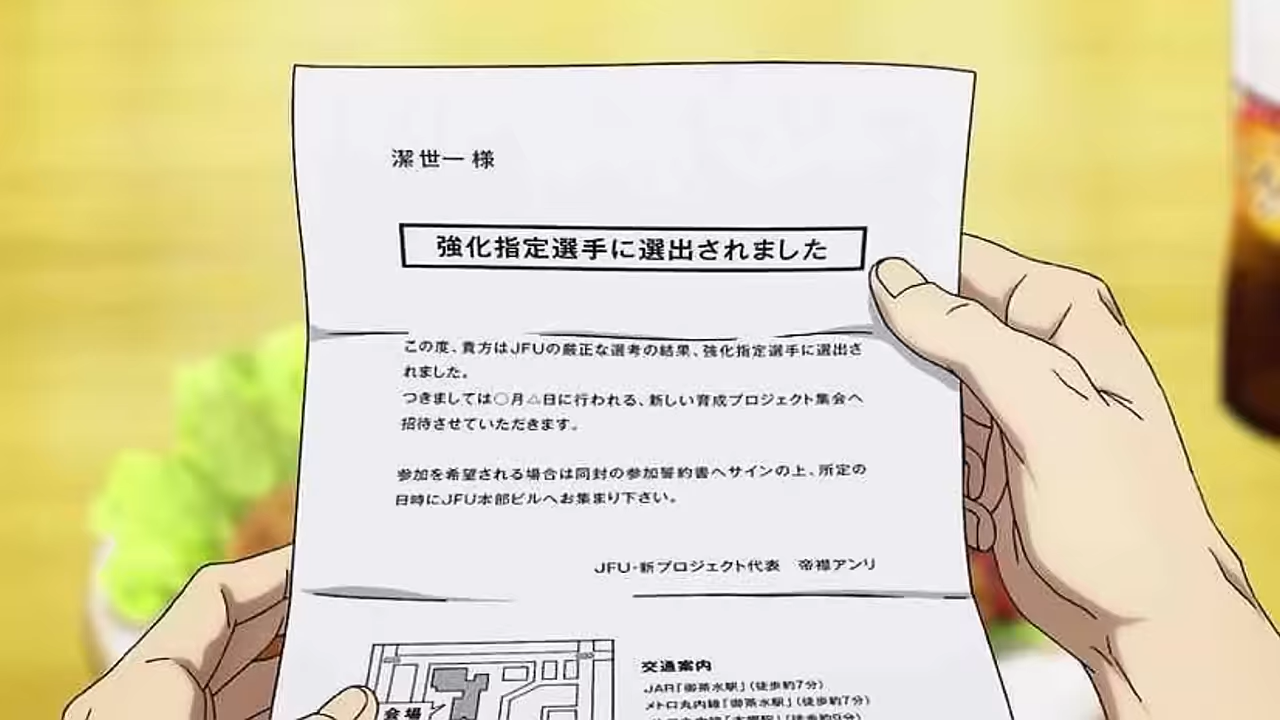 潔 世一 様
強化指定選手に選出されました
この度、貴方はJFUの厳正な選考の結果、強化指定選手に選出さ
れました。
つきましては○月△日に行われる、新しい育成プロジェクト集会へ
招待させていただきます。
参加を希望される場合は同封の参加誓約書へサインの上、所定の
日時にJFU本部ビルへお集まり下さい。
JFU・新プロジェクト代表　帝襟アンリ
会場
交通案内
JAR「御茶水駅」(徒歩約7分)
メトロ丸内線「御茶水駅」(徒歩約7分)